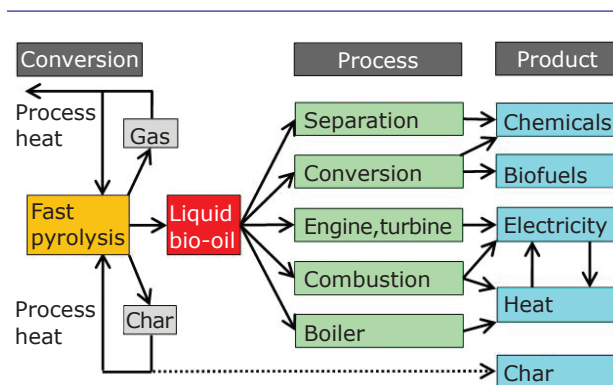 Conversion
Process
Product
Process
heat
Gas
Separation
Chemicals
Conversion
Biofuels
Fast
pyrolysis
Liquid
bio-oil
Engine,turbine
Electricity
Combustion
Process
heat
Char
Heat
Boiler
Char